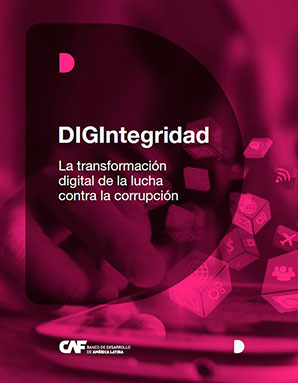 DIGIntegridad
La transformación
digital de la lucha
contra la corrupción
CAF BANCO DE DESARROLLO
DE AMÉRICA LATINA